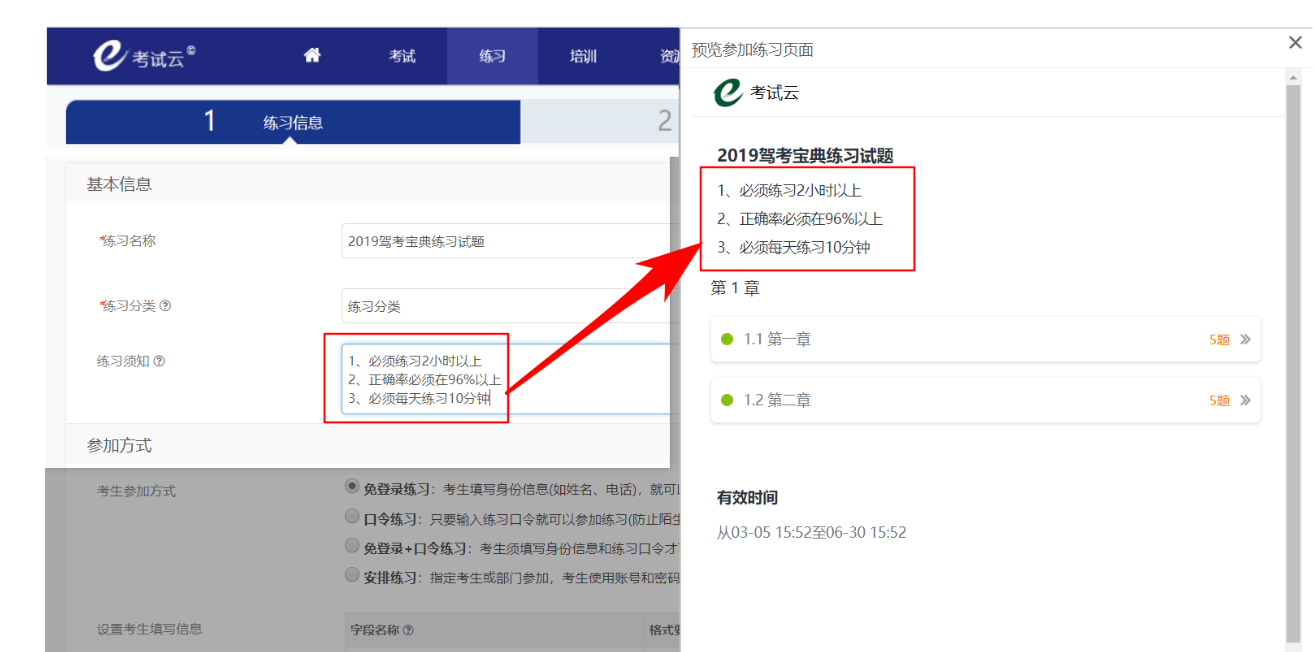 考试云©
考试
练习
培训
资
1 练习信息
2
基本信息
*练习名称
2019驾考宝典练习试题
*练习分类
练习分类
练习须知
1、必须练习2小时以上
2、正确率必须在96%以上
3、必须每天练习10分钟
参加方式
考生参加方式
免登录练习：考生填写身份信息(如姓名、电话)，就可
口令练习：只要输入练习口令就可以参加练习(防止陌生
免登录+口令练习：考生须填写身份信息和练习口令才
安排练习：指定考生或部门参加，考生使用账号和密码
设置考生填写信息
字段名称
格式要
预览参加练习页面
考试云
2019驾考宝典练习试题
1、必须练习2小时以上
2、正确率必须在96%以上
3、必须每天练习10分钟
第 1 章
1.1 第一章
5题
1.2 第二章
5题
有效时间
从03-05 15:52至06-30 15:52